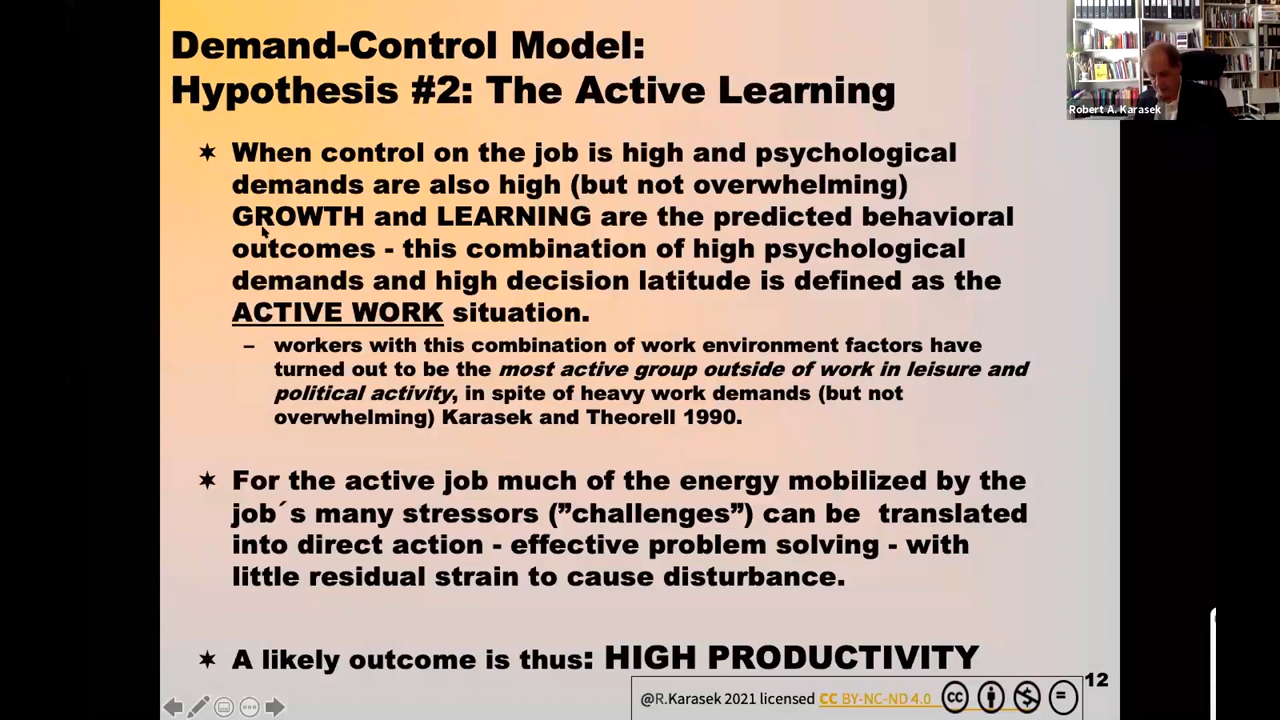 Demand-Control Model:
Hypothesis #2: The Active Learning
Robert A. Karasek
✶ When control on the job is high and psychological
demands are also high (but not overwhelming)
GROWTH and LEARNING are the predicted behavioral
outcomes - this combination of high psychological
demands and high decision latitude is defined as the
ACTIVE WORK situation.
– workers with this combination of work environment factors have
turned out to be the most active group outside of work in leisure and
political activity, in spite of heavy work demands (but not
overwhelming) Karasek and Theorell 1990.
✶ For the active job much of the energy mobilized by the
job´s many stressors (”challenges”) can be translated
into direct action - effective problem solving - with
little residual strain to cause disturbance.
✶ A likely outcome is thus: HIGH PRODUCTIVITY
12
@R.Karasek 2021 licensed CC BY-NC-ND 4.0 cc $ =